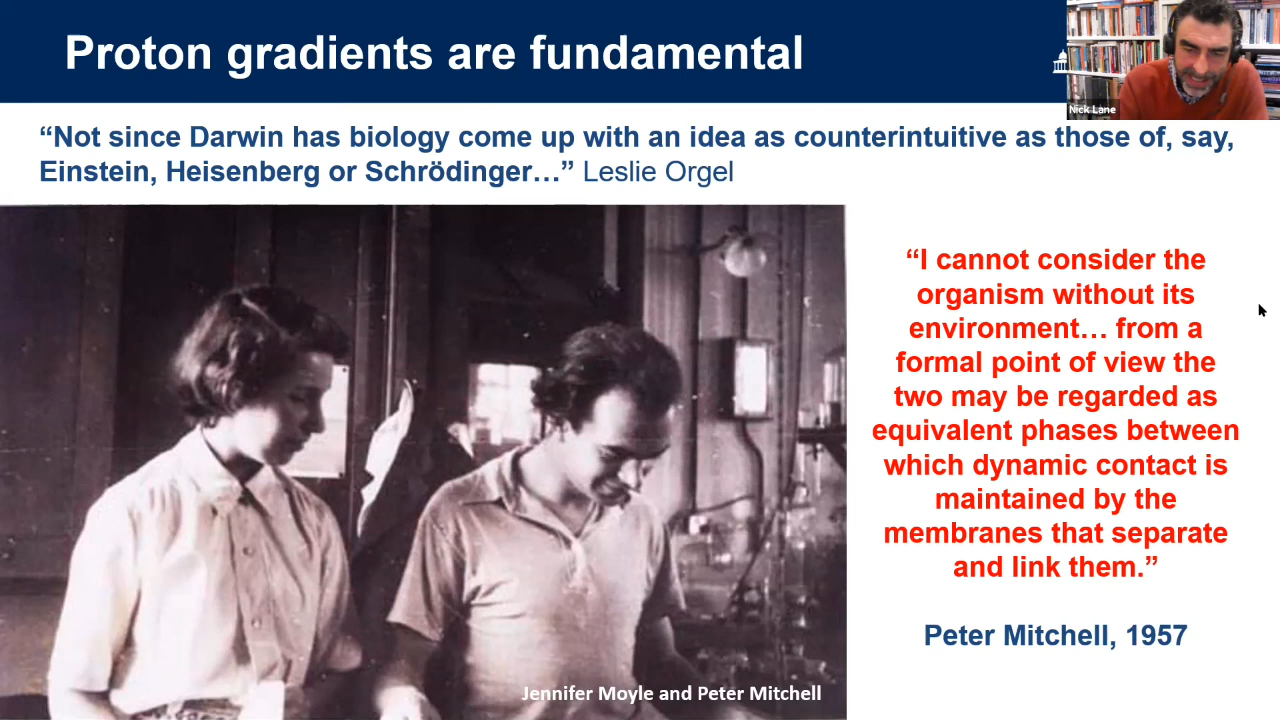 Proton gradients are fundamental
Nick Lane
“Not since Darwin has biology come up with an idea as counterintuitive as those of, say,
Einstein, Heisenberg or Schrödinger…” Leslie Orgel
“I cannot consider the
organism without its
environment… from a
formal point of view the
two may be regarded as
equivalent phases between
which dynamic contact is
maintained by the
membranes that separate
and link them.”
Peter Mitchell, 1957
Jennifer Moyle and Peter Mitchell